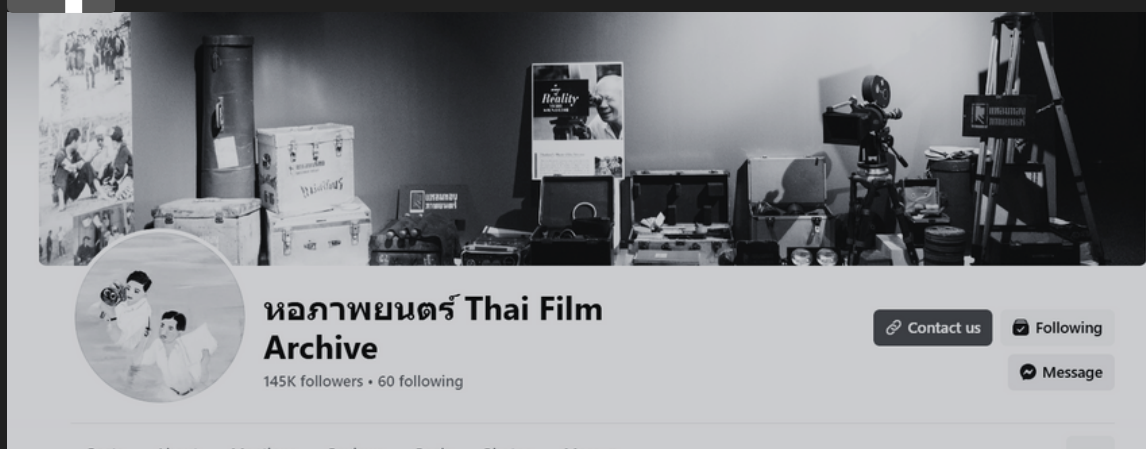 Reality
หอภาพยนตร์ Thai Film
Archive
145K followers • 60 following
Contact us
Following
Message